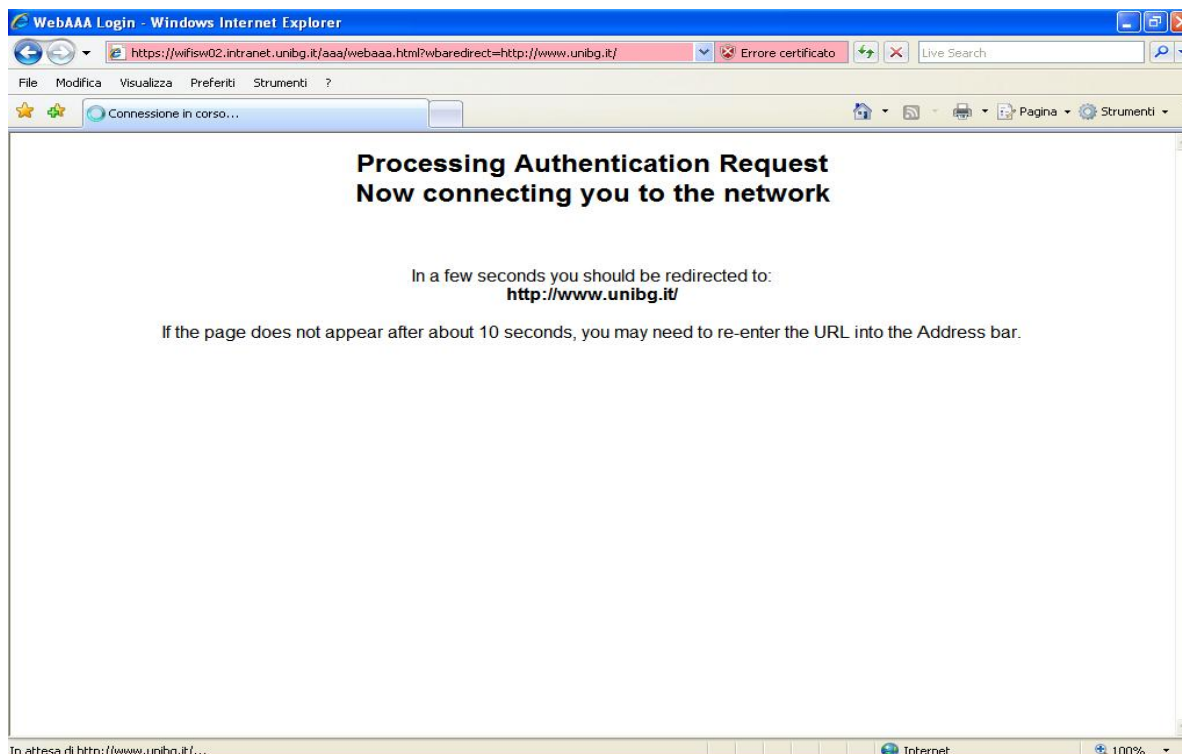 WebAAA Login - Windows Internet Explorer
https://wifisw02.intranet.unibg.it/aaa/webaaa.html?wbaredirect=http://www.unibg.it/ Errore certificato Live Search
File Modifica Visualizza Preferiti Strumenti ?
Connessione in corso... Pagina Strumenti
Processing Authentication Request
Now connecting you to the network
In a few seconds you should be redirected to:
http://www.unibg.it/
If the page does not appear after about 10 seconds, you may need to re-enter the URL into the Address bar.
In attesa di http://www.unibg.it/... Internet 100%